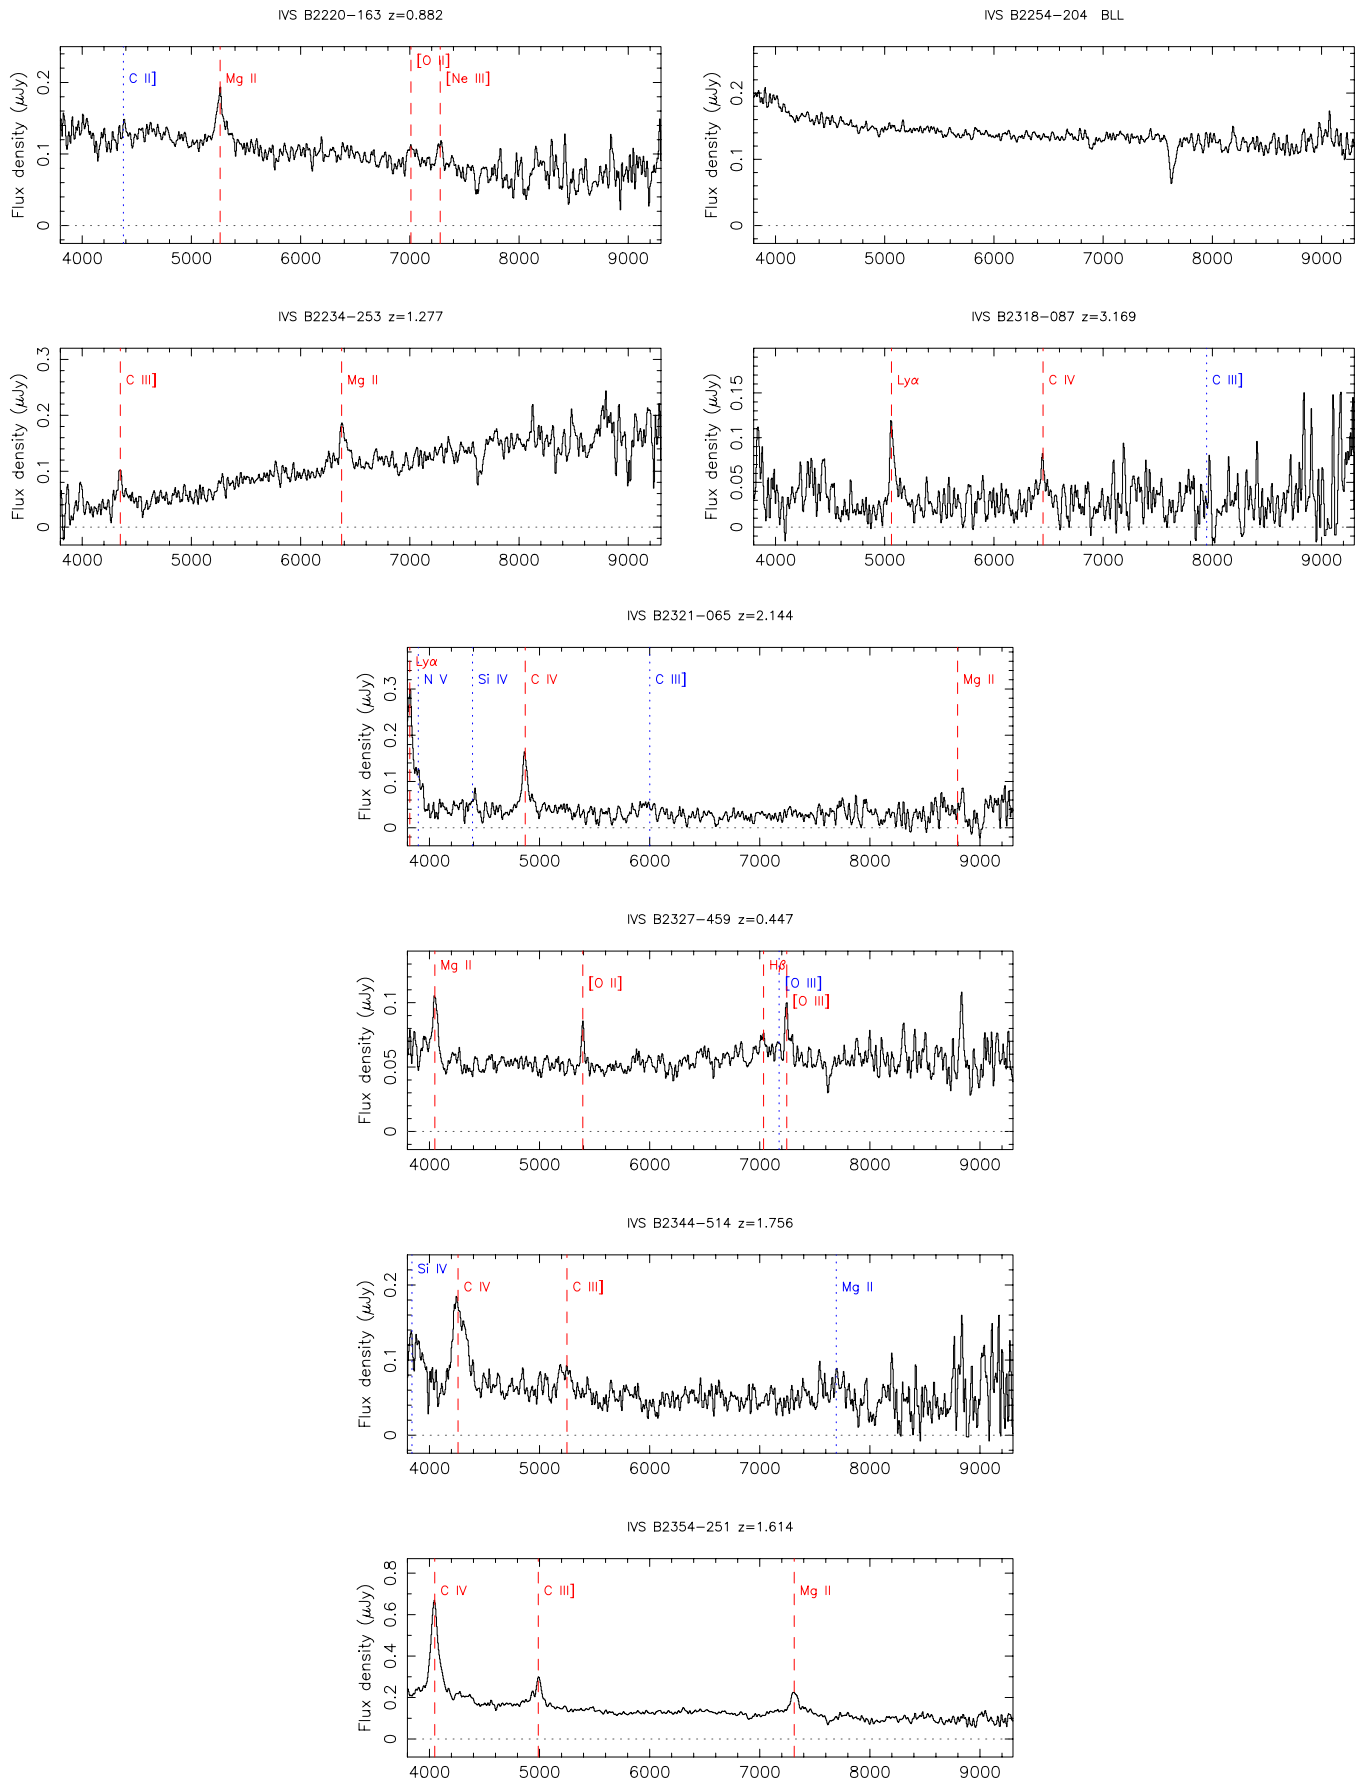 IVS B2220-163 z=0.882
Flux density (μJy)
0.2
0.1
0
C II]
Mg II
[O II]
[Ne III]
4000 5000 6000 7000 8000 9000
IVS B2254-204 BLL
Flux density (μJy)
0.2
0.1
0
4000 5000 6000 7000 8000 9000
IVS B2234-253 z=1.277
Flux density (μJy)
0.3
0.2
0.1
0
C III]
Mg II
4000 5000 6000 7000 8000 9000
IVS B2318-087 z=3.169
Flux density (μJy)
0.15
0.1
0.05
0
Lyα
C IV
C III]
4000 5000 6000 7000 8000 9000
IVS B2321-065 z=2.144
Flux density (μJy)
0.3
0.2
0.1
0
Lyα
N V
Si IV
C IV
C III]
Mg II
4000 5000 6000 7000 8000 9000
IVS B2327-459 z=0.447
Flux density (μJy)
0.1
0.05
0
Mg II
[O II]
Hβ
[O III]
[O III]
4000 5000 6000 7000 8000 9000
IVS B2344-514 z=1.756
Flux density (μJy)
0.2
0.1
0
Si IV
C IV
C III]
Mg II
4000 5000 6000 7000 8000 9000
IVS B2354-251 z=1.614
Flux density (μJy)
0.8
0.6
0.4
0.2
0
C IV
C III]
Mg II
4000 5000 6000 7000 8000 9000